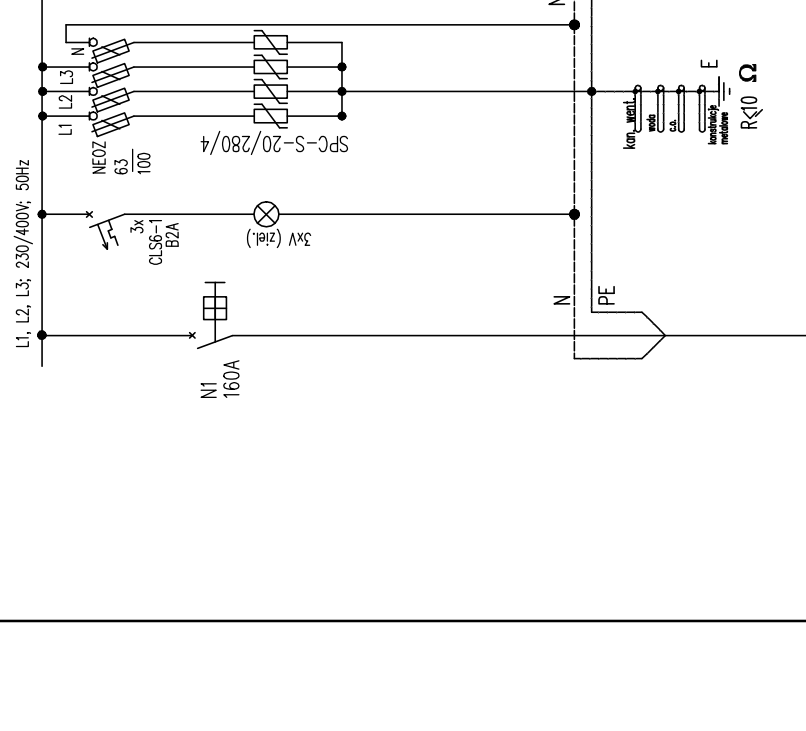 N
N
L3
L2
L1
NEOZ
63
100
SPC-S-20/280/4
kan. went.
woda
c.o.
konstrukcje
metalowe
E
R<10 Ω
L1, L2, L3; 230/400V; 50Hz
3x
CLS6-1
B2A
3xV (ziel.)
N
PE
N1
160A